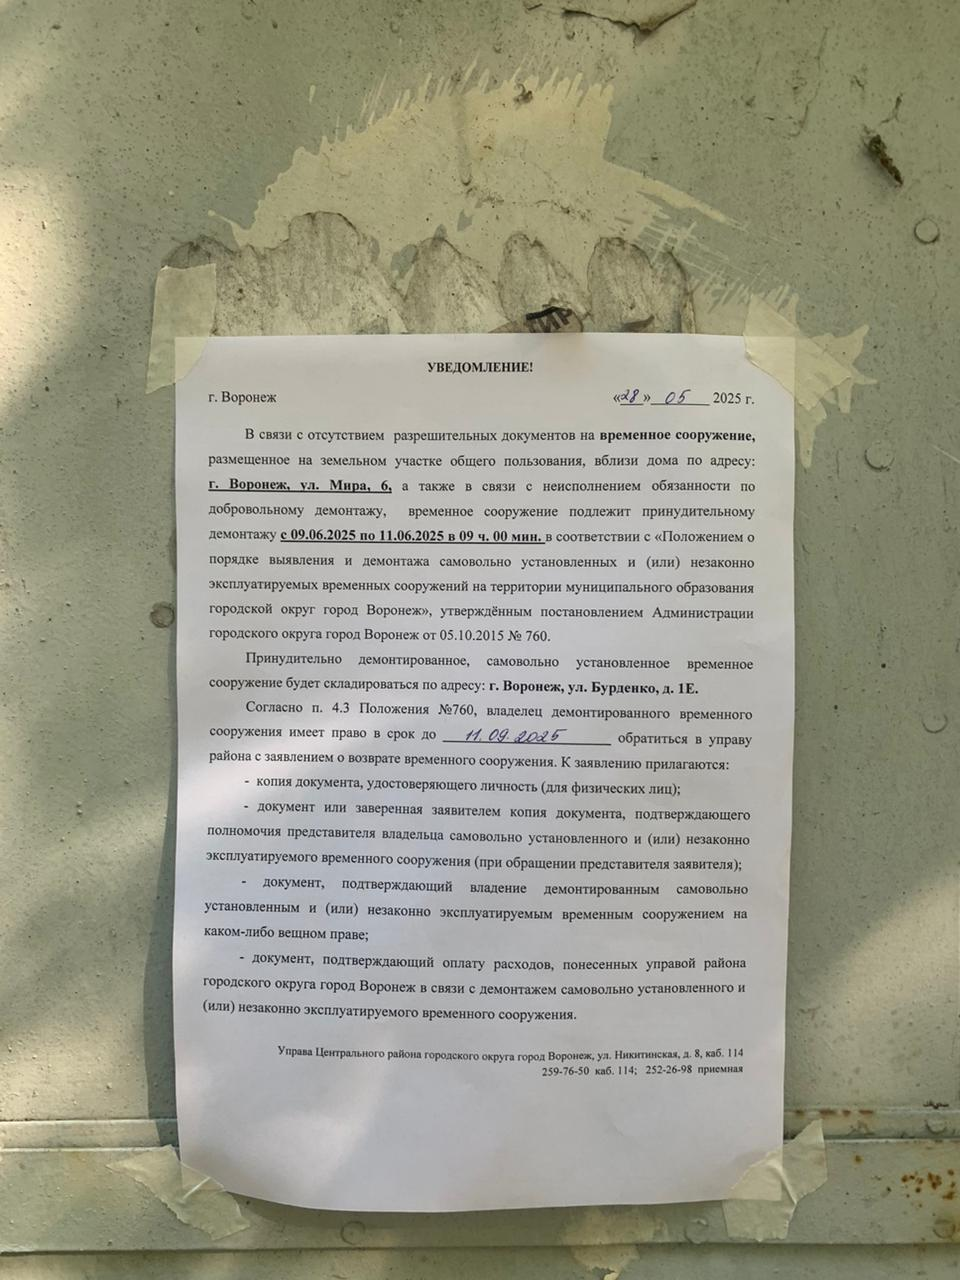 ИР
УВЕДОМЛЕНИЕ!
г. Воронеж «28» 05 2025 г.
В связи с отсутствием разрешительных документов на временное сооружение,
размещенное на земельном участке общего пользования, вблизи дома по адресу:
г. Воронеж, ул. Мира, 6, а также в связи с неисполнением обязанности по
добровольному демонтажу, временное сооружение подлежит принудительному
демонтажу с 09.06.2025 по 11.06.2025 в 09 ч. 00 мин. в соответствии с «Положением о
порядке выявления и демонтажа самовольно установленных и (или) незаконно
эксплуатируемых временных сооружений на территории муниципального образования
городской округ город Воронеж», утверждённым постановлением Администрации
городского округа город Воронеж от 05.10.2015 № 760.
Принудительно демонтированное, самовольно установленное временное
сооружение будет складироваться по адресу: г. Воронеж, ул. Бурденко, д. 1Е.
Согласно п. 4.3 Положения №760, владелец демонтированного временного
сооружения имеет право в срок до 11.09.2025 обратиться в управу
района с заявлением о возврате временного сооружения. К заявлению прилагаются:
- копия документа, удостоверяющего личность (для физических лиц);
- документ или заверенная заявителем копия документа, подтверждающего
полномочия представителя владельца самовольно установленного и (или) незаконно
эксплуатируемого временного сооружения (при обращении представителя заявителя);
- документ, подтверждающий владение демонтированным самовольно
установленным и (или) незаконно эксплуатируемым временным сооружением на
каком-либо вещном праве;
- документ, подтверждающий оплату расходов, понесенных управой района
городского округа город Воронеж в связи с демонтажем самовольно установленного и
(или) незаконно эксплуатируемого временного сооружения.
Управа Центрального района городского округа город Воронеж, ул. Никитинская, д. 8, каб. 114
259-76-50 каб. 114; 252-26-98 приемная